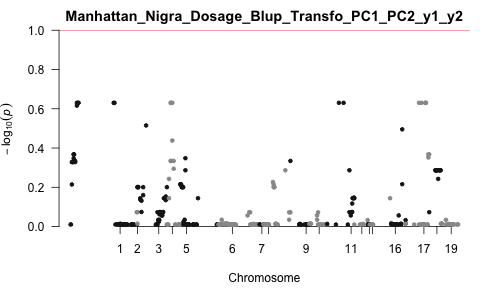 Manhattan_Nigra_Dosage_Blup_Transfo_PC1_PC2_y1_y2
1.0
0.8
0.6
0.4
0.2
0.0
− log10(p)
1 2 3 5 6 7 9 11 16 17 19
Chromosome